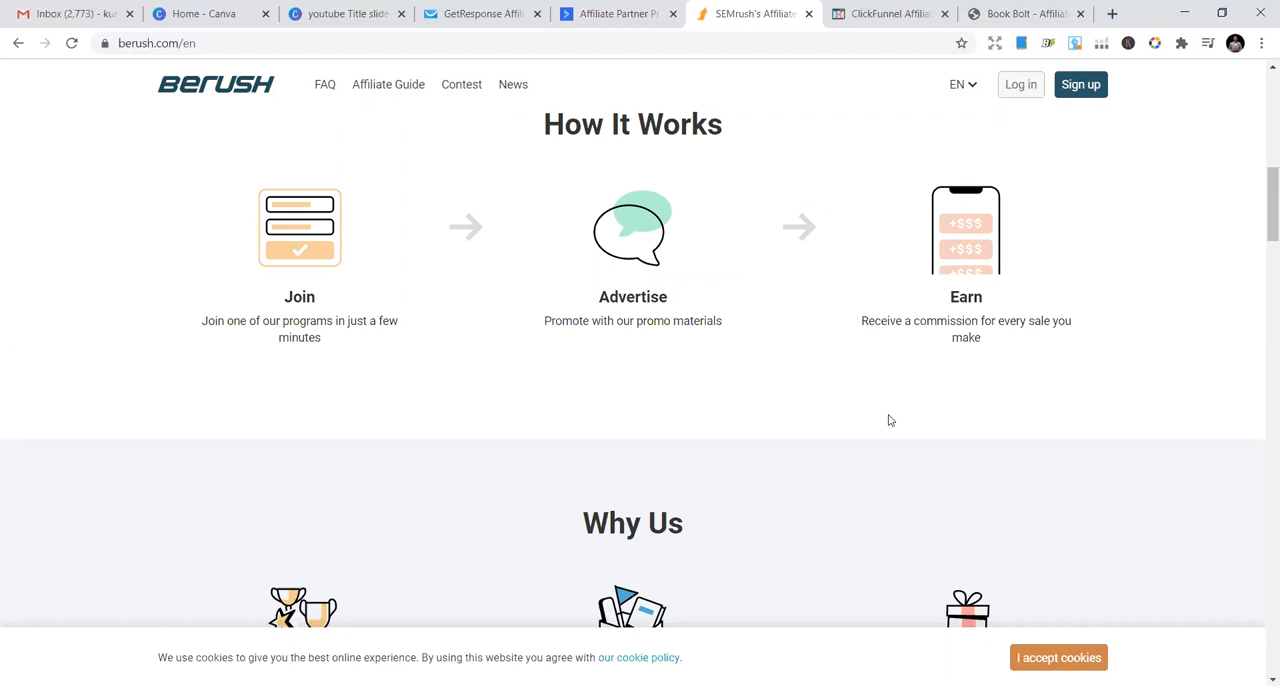 Inbox (2,773) - kur
Home - Canva
youtube Title slide
GetResponse Affili
Affiliate Partner Pr
SEMrush's Affiliate
ClickFunnel Affilia
Book Bolt - Affiliat
berush.com/en
BERUSH
FAQ
Affiliate Guide
Contest
News
EN
Log in
Sign up
How It Works
+$$$
+$$$
+$$$
Join
Advertise
Earn
Join one of our programs in just a few
minutes
Promote with our promo materials
Receive a commission for every sale you
make
Why Us
We use cookies to give you the best online experience. By using this website you agree with our cookie policy.
I accept cookies